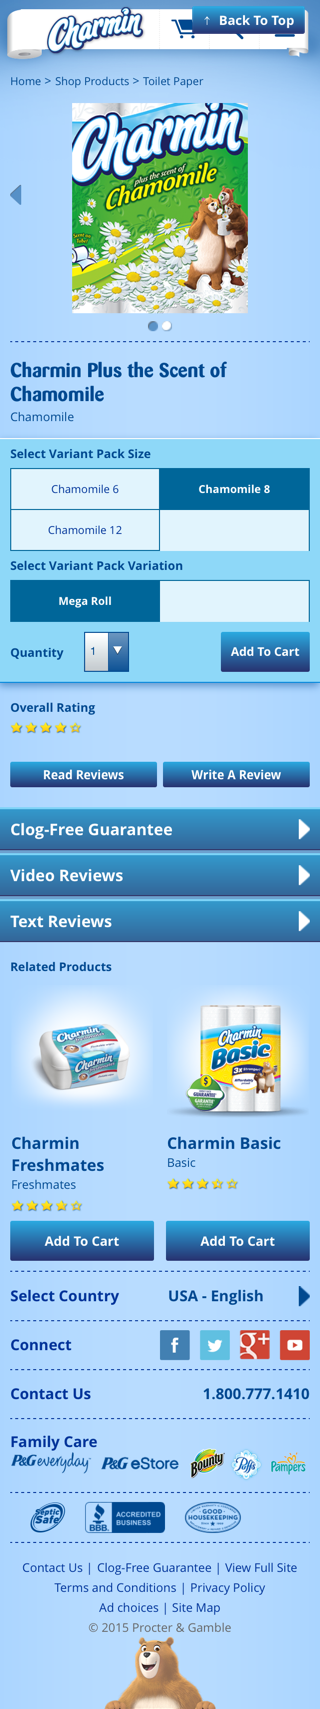 Charmin
↑ Back To Top
Home > Shop Products > Toilet Paper
Charmin
plus the scent of
Chamomile
Charmin Plus the Scent of
Chamomile
Chamomile
Select Variant Pack Size
Chamomile 6
Chamomile 8
Chamomile 12
Select Variant Pack Variation
Mega Roll
Quantity
1
Add To Cart
Overall Rating
Read Reviews
Write A Review
Clog-Free Guarantee
Video Reviews
Text Reviews
Related Products
Charmin
Charmin
Charmin
Basic
3x
Charmin
Freshmates
Freshmates
Charmin Basic
Basic
Add To Cart
Add To Cart
Select Country
USA - English
Connect
f
g+
Contact Us
1.800.777.1410
Family Care
P&G everyday
P&G eStore
Bounty
Puffs
Pampers
Septic
Safe
BBB.
ACCREDITED
BUSINESS
GOOD
HOUSEKEEPING
Contact Us | Clog-Free Guarantee | View Full Site
Terms and Conditions | Privacy Policy
Ad choices | Site Map
© 2015 Procter & Gamble